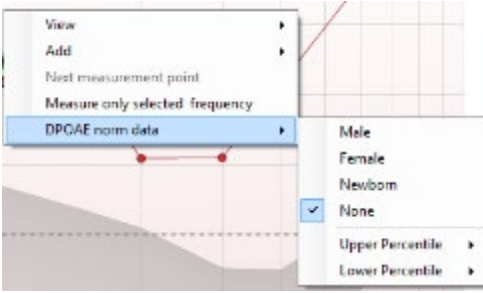 View
Add
Next measurement point
Measure only selected frequency
DPOAE norm data
Male
Female
Newborn
None
Upper Percentile
Lower Percentile